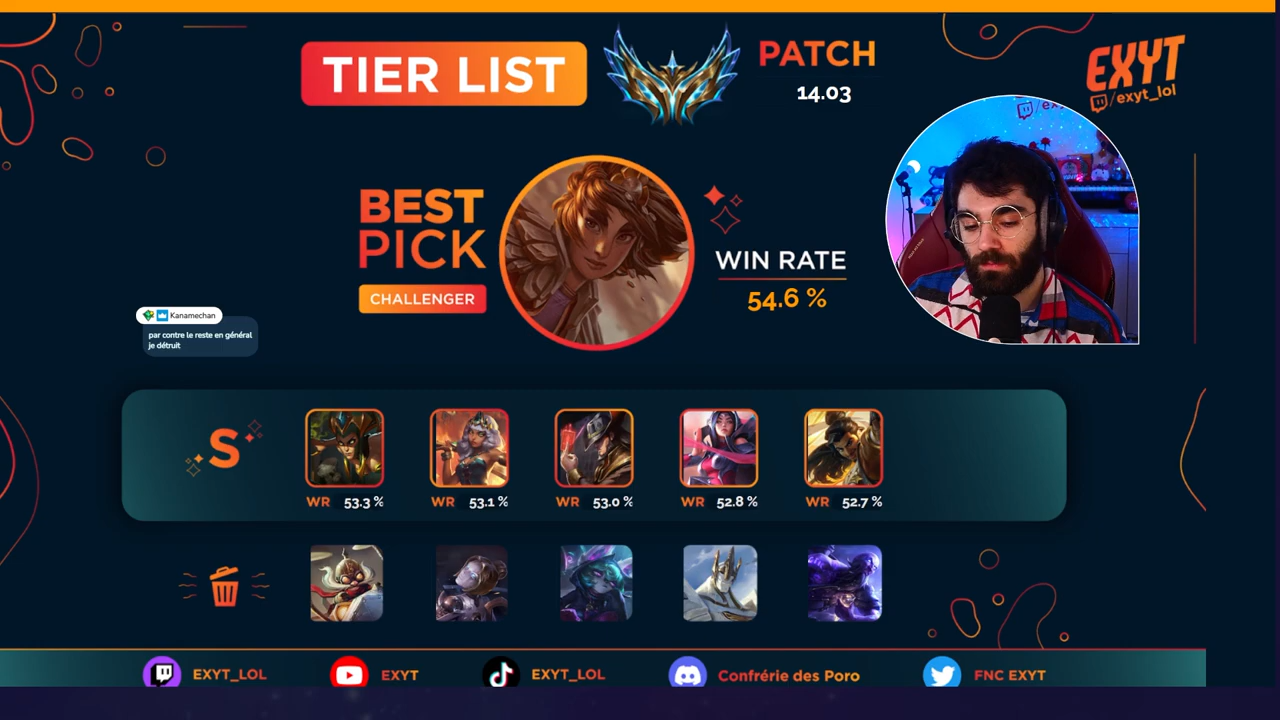 TIER LIST
PATCH
14.03
EXYT
/exyt_lol
/ex
BEST
PICK
CHALLENGER
WIN RATE
54.6 %
Kanamechan
par contre le reste en général
je détruit
S
WR 53.3 %
WR 53.1 %
WR 53.0 %
WR 52.8 %
WR 52.7 %
EXYT_LOL
EXYT
EXYT_LOL
Confrérie des Poro
FNC EXYT